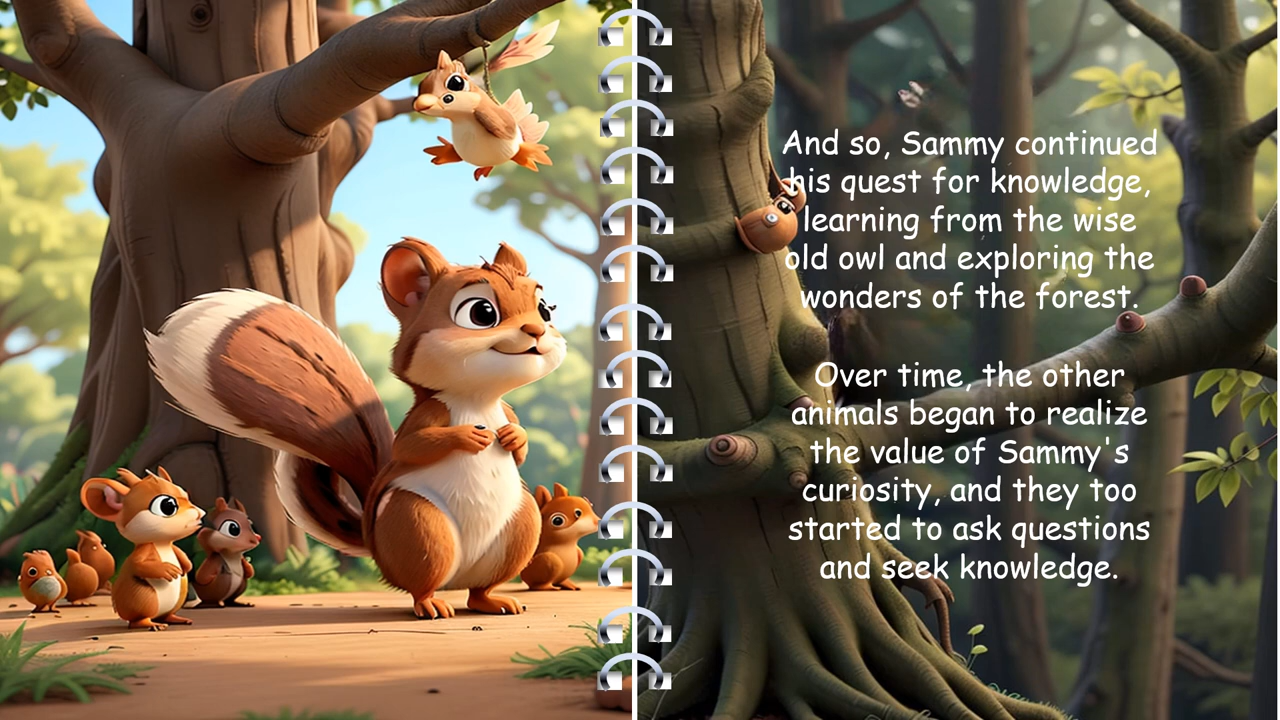 And so, Sammy continued
his quest for knowledge,
learning from the wise
old owl and exploring the
wonders of the forest.
Over time, the other
animals began to realize
the value of Sammy's
curiosity, and they too
started to ask questions
and seek knowledge.